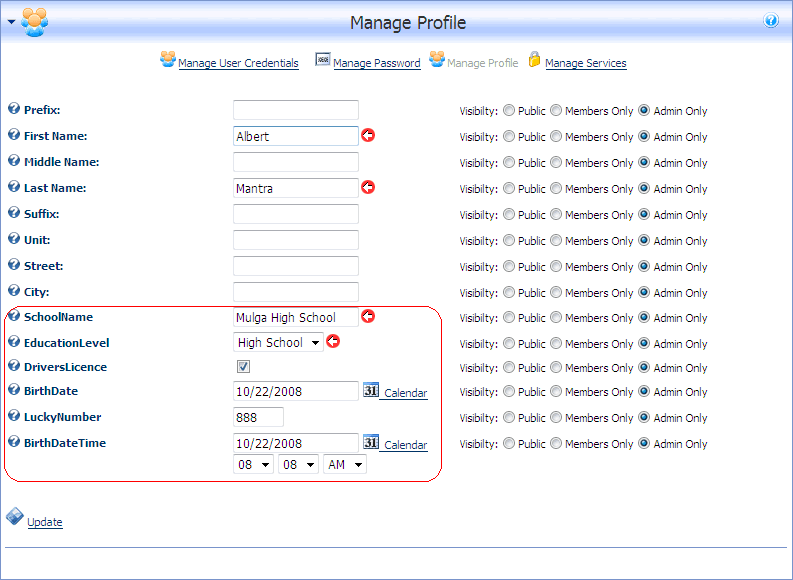 Manage Profile
Manage User Credentials Manage Password Manage Profile Manage Services
Prefix: Visibilty: Public Members Only Admin Only
First Name: Albert Visibilty: Public Members Only Admin Only
Middle Name: Visibilty: Public Members Only Admin Only
Last Name: Mantra Visibilty: Public Members Only Admin Only
Suffix: Visibilty: Public Members Only Admin Only
Unit: Visibilty: Public Members Only Admin Only
Street: Visibilty: Public Members Only Admin Only
City: Visibilty: Public Members Only Admin Only
SchoolName Mulga High School Visibilty: Public Members Only Admin Only
EducationLevel High School Visibilty: Public Members Only Admin Only
DriversLicence Visibilty: Public Members Only Admin Only
BirthDate 10/22/2008 31 Calendar Visibilty: Public Members Only Admin Only
LuckyNumber 888 Visibilty: Public Members Only Admin Only
BirthDateTime 10/22/2008 31 Calendar Visibilty: Public Members Only Admin Only
08 08 AM
Update